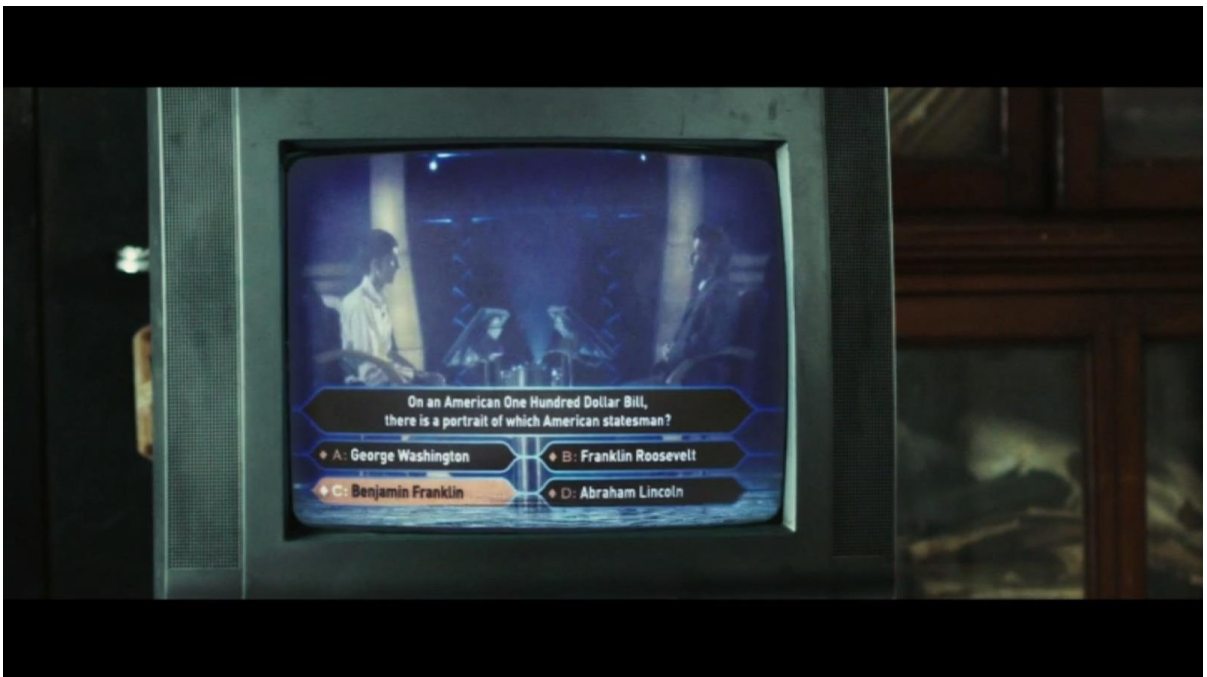 On an American One Hundred Dollar Bill,
there is a portrait of which American statesman?
A: George Washington
B: Franklin Roosevelt
C: Benjamin Franklin
D: Abraham Lincoln